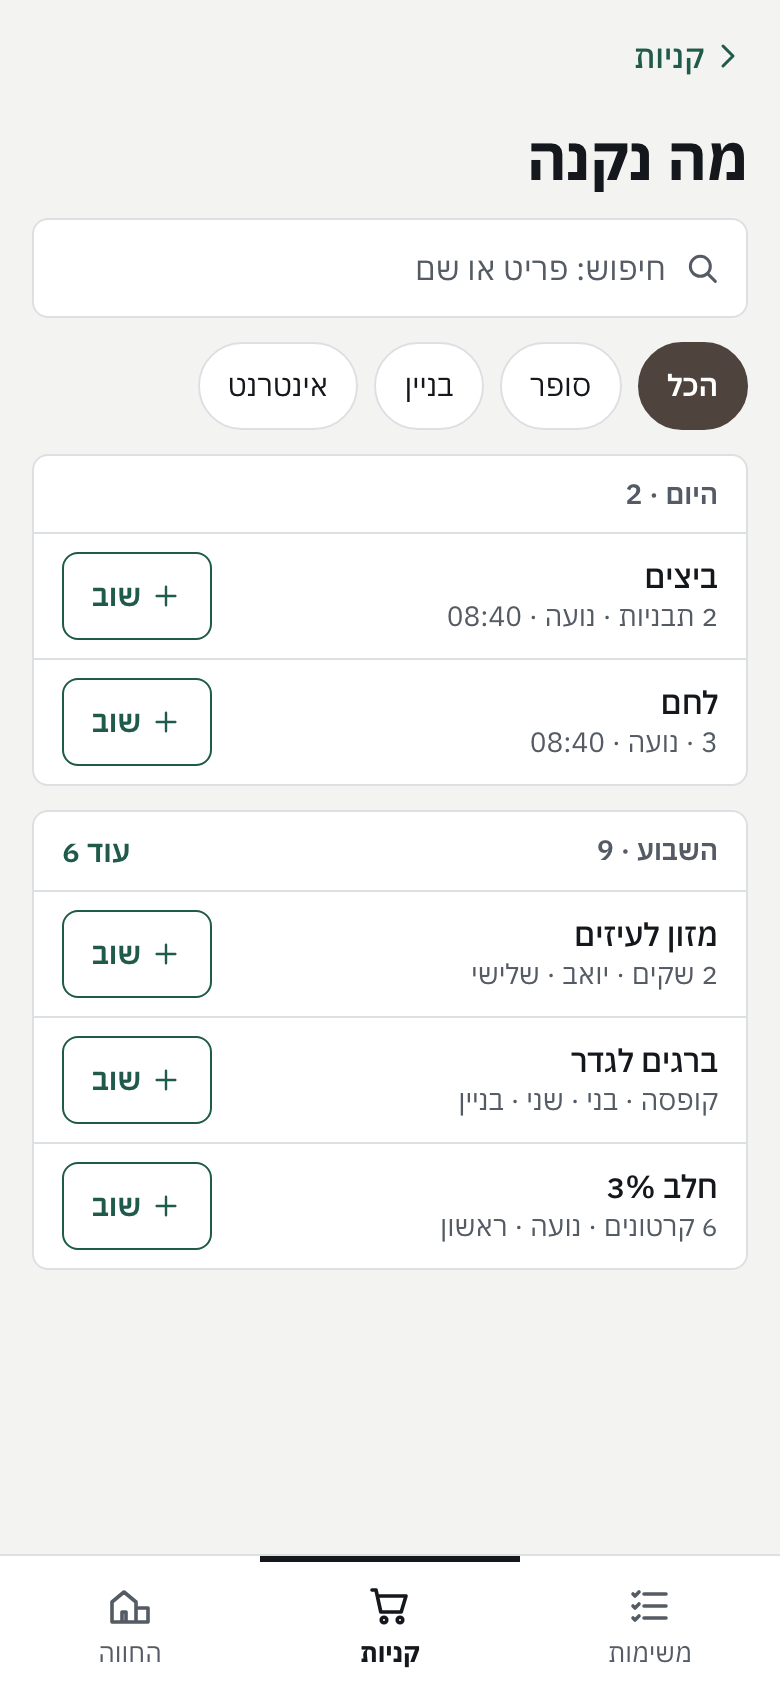 קניות
מה נקנה
חיפוש: פריט או שם
הכל
סופר
בניין
אינטרנט
היום · 2
ביצים
2 תבניות · נועה · 08:40
שוב
לחם
3 · נועה · 08:40
שוב
השבוע · 9
עוד 6
מזון לעיזים
2 שקים · יואב · שלישי
שוב
ברגים לגדר
קופסה · בני · שני · בניין
שוב
חלב 3%
6 קרטונים · נועה · ראשון
שוב
משימות
קניות
החווה